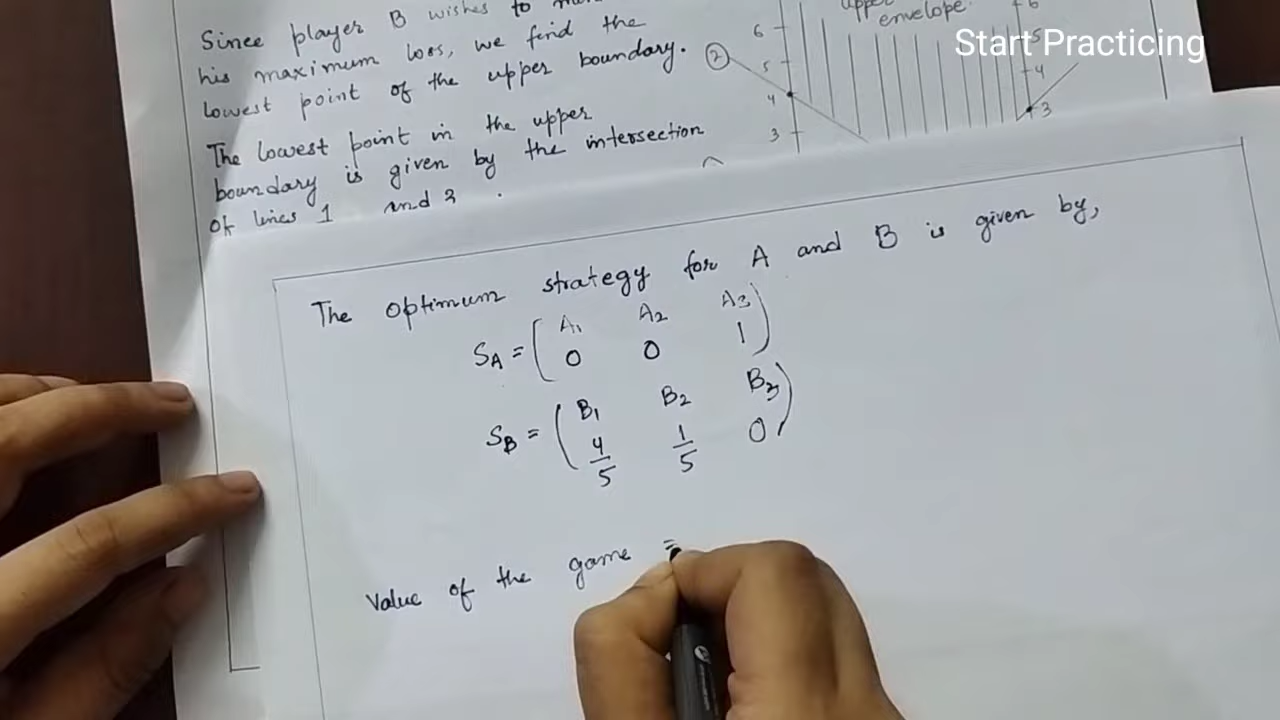 Since player B wishes to
his maximum loss, we find the
lowest point of the upper boundary.
The lowest point in the upper
boundary is given by the intersection
of lines 1 and 3
upper
envelope
Start Practicing
6
5
4
3
2
6
5
4
3
The optimum strategy for A and B is given by,
A1 A2 A3
SA = ( 0 0 1 )
B1 B2 B3
SB = ( 4/5 1/5 0 )
Value of the game =